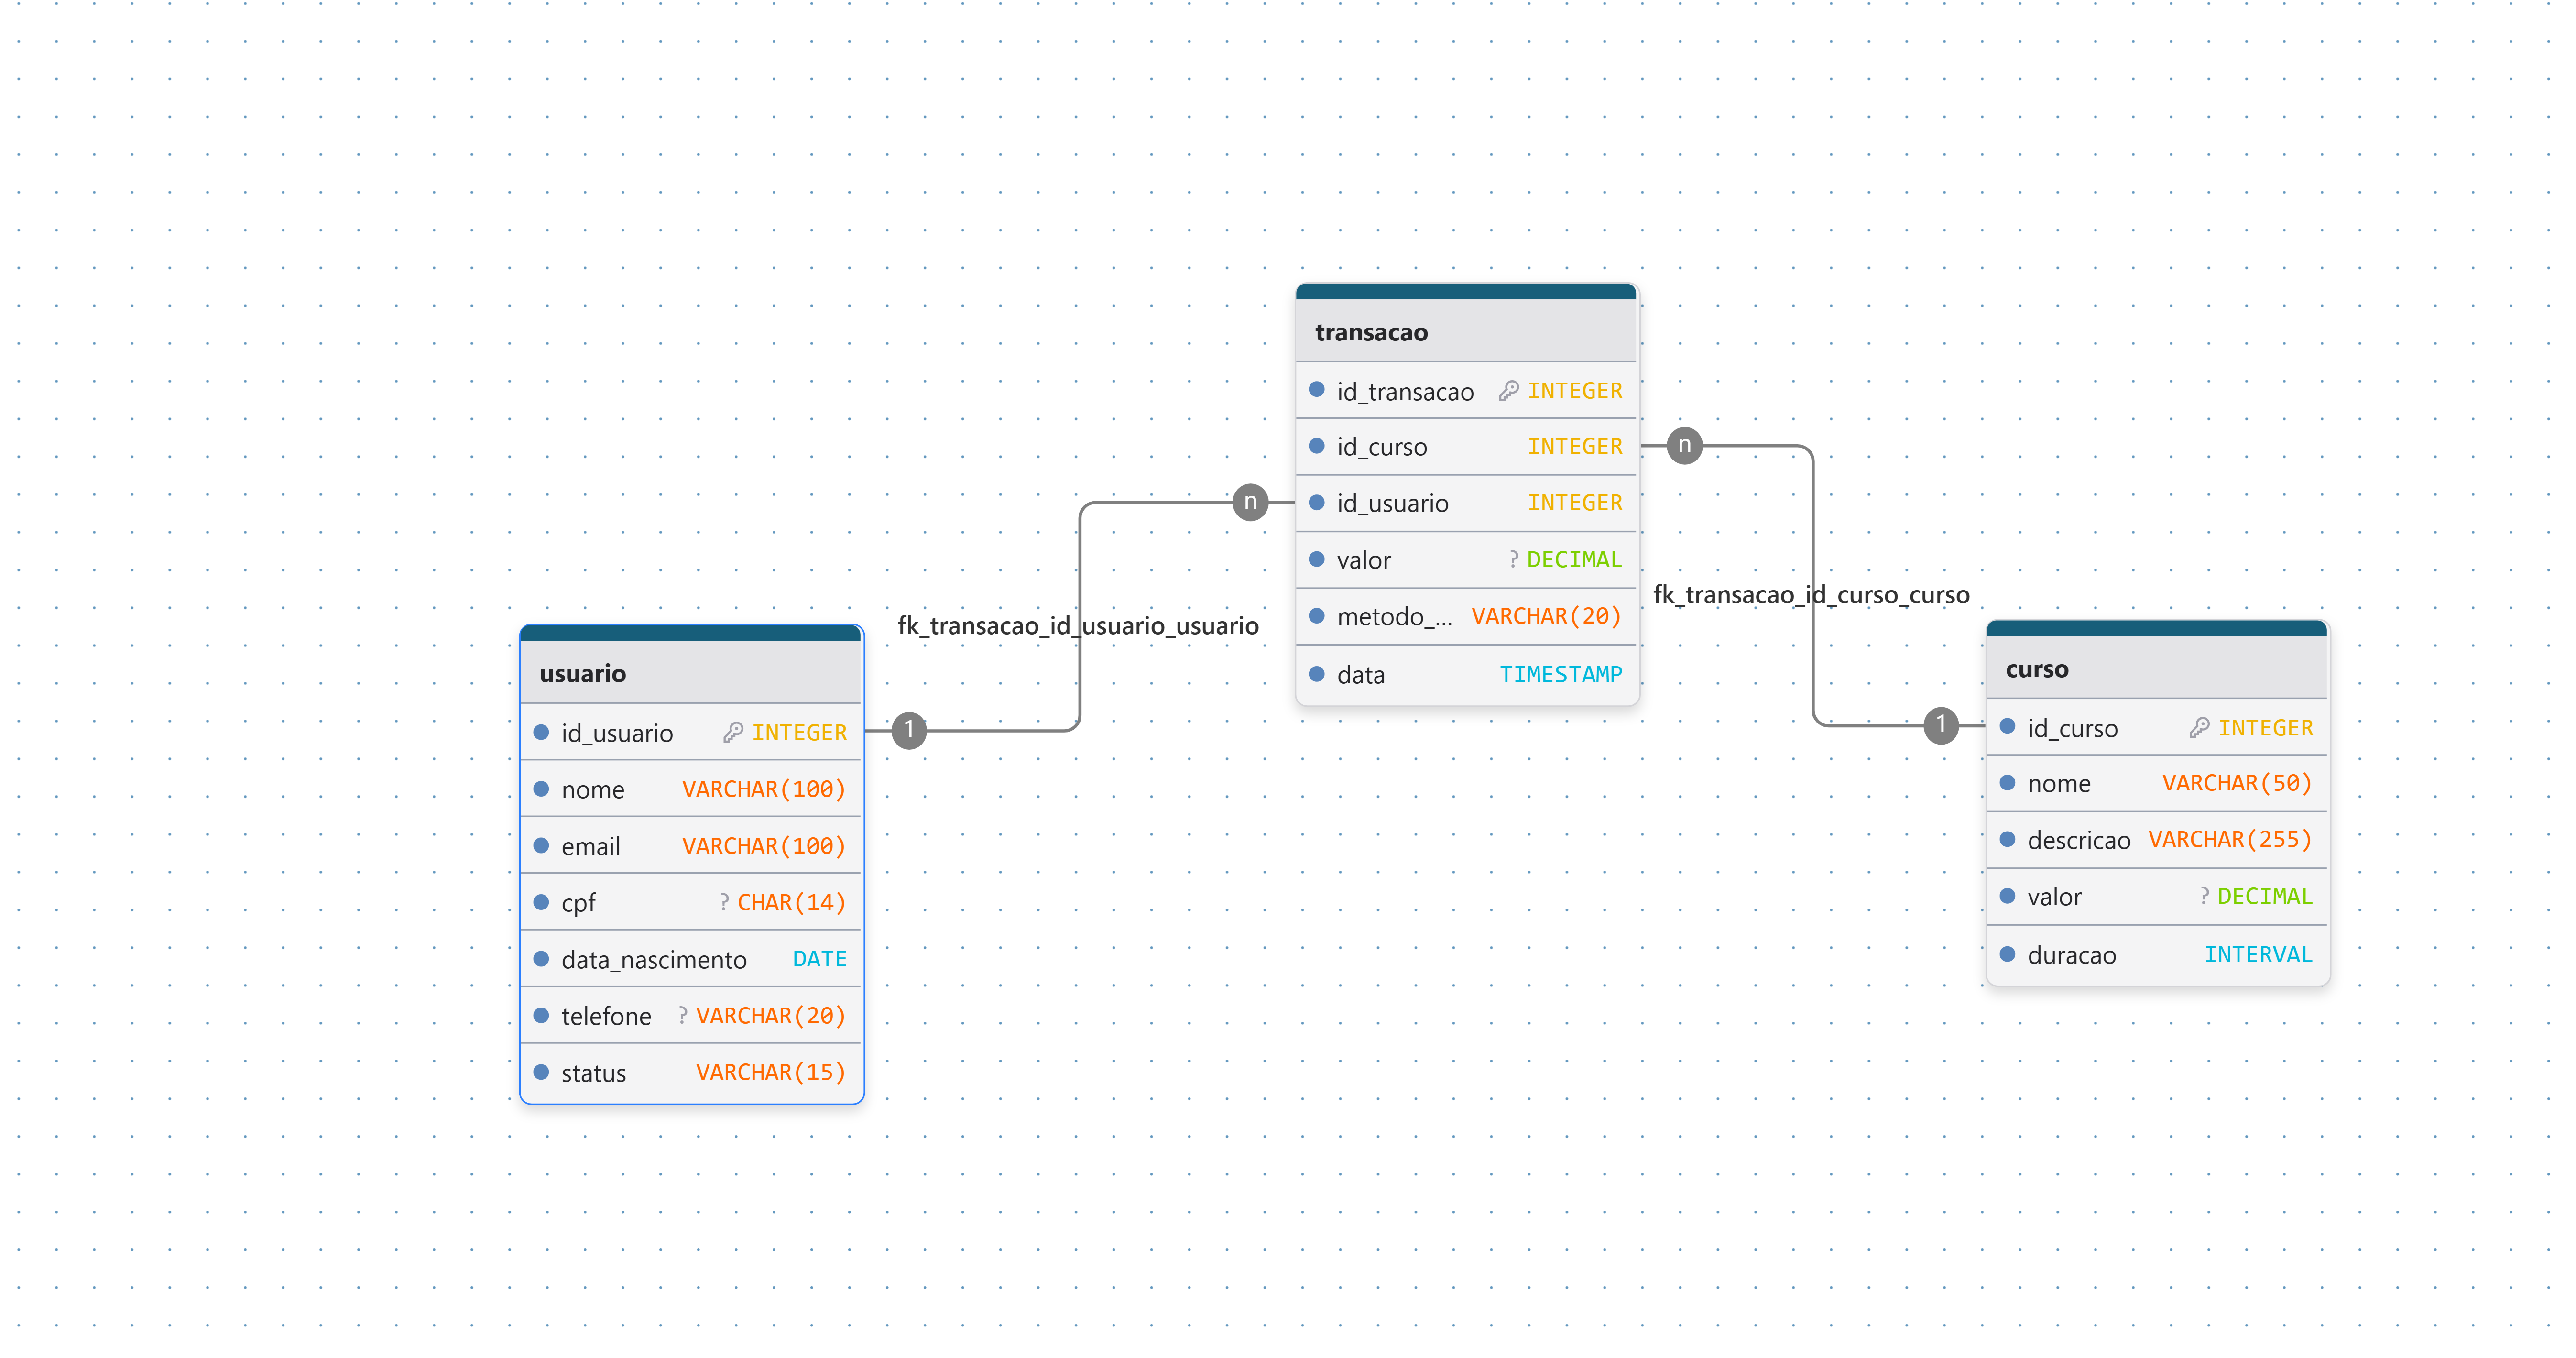 transacao
id_transacao INTEGER
id_curso INTEGER
id_usuario INTEGER
valor ? DECIMAL
metodo_... VARCHAR(20)
data TIMESTAMP
n
n
fk_transacao_id_usuario_usuario
fk_transacao_id_curso_curso
1
1
usuario
id_usuario INTEGER
nome VARCHAR(100)
email VARCHAR(100)
cpf ? CHAR(14)
data_nascimento DATE
telefone ? VARCHAR(20)
status VARCHAR(15)
curso
id_curso INTEGER
nome VARCHAR(50)
descricao VARCHAR(255)
valor ? DECIMAL
duracao INTERVAL